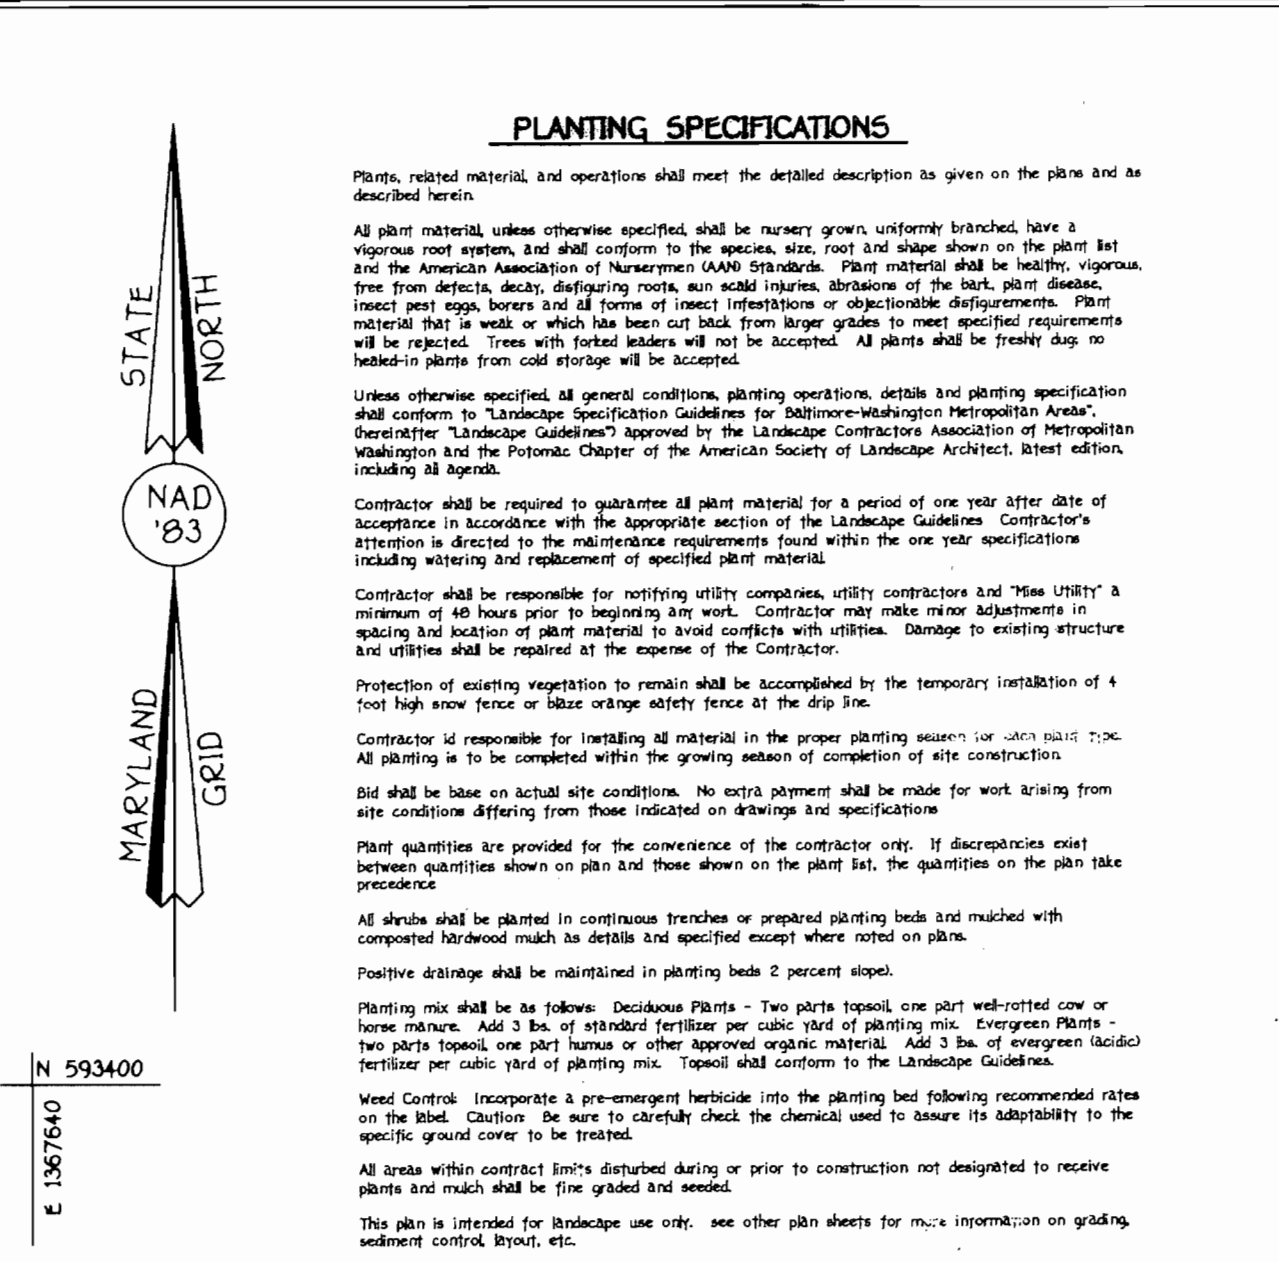 PLANTING SPECIFICATIONS
Plants, related material, and operations shall meet the detailed description as given on the plans and as
described herein.
All plant material, unless otherwise specified, shall be nursery grown, uniformly branched, have a
vigorous root system, and shall conform to the species, size, root and shape shown on the plant list
and the American Association of Nurserymen (AAN) Standards. Plant material shall be healthy, vigorous,
free from defects, decay, disfiguring roots, sun scald injuries, abrasions of the bark, plant disease,
insect pest eggs, borers and all forms of insect infestations or objectionable disfigurements. Plant
material that is weak or which has been cut back from larger grades to meet specified requirements
will be rejected. Trees with forked leaders will not be accepted. All plants shall be freshly dug; no
healed-in plants from cold storage will be accepted.
Unless otherwise specified, all general conditions, planting operations, details and planting specification
shall conform to "Landscape Specification Guidelines for Baltimore-Washington Metropolitan Areas",
(hereinafter "Landscape Guidelines") approved by the Landscape Contractors Association of Metropolitan
Washington and the Potomac Chapter of the American Society of Landscape Architect, latest edition,
including all agenda.
Contractor shall be required to guarantee all plant material for a period of one year after date of
acceptance in accordance with the appropriate section of the Landscape Guidelines Contractor's
attention is directed to the maintenance requirements found within the one year specifications
including watering and replacement of specified plant material.
Contractor shall be responsible for notifying utility companies, utility contractors and "Miss Utility" a
minimum of 48 hours prior to beginning any work. Contractor may make minor adjustments in
spacing and location of plant material to avoid conflicts with utilities. Damage to existing structure
and utilities shall be repaired at the expense of the Contractor.
Protection of existing vegetation to remain shall be accomplished by the temporary installation of 4
foot high snow fence or blaze orange safety fence at the drip line.
Contractor id responsible for installing all material in the proper planting season for each plant type.
All planting is to be completed within the growing season of completion of site construction.
Bid shall be base on actual site conditions. No extra payment shall be made for work arising from
site conditions differing from those indicated on drawings and specifications
Plant quantities are provided for the convenience of the contractor only. If discrepancies exist
between quantities shown on plan and those shown on the plant list, the quantities on the plan take
precedence
All shrubs shall be planted in continuous trenches or prepared planting beds and mulched with
composted hardwood mulch as details and specified except where noted on plans.
Positive drainage shall be maintained in planting beds 2 percent slope).
Planting mix shall be as follows: Deciduous Plants - Two parts topsoil, one part well-rotted cow or
horse manure. Add 3 lbs. of standard fertilizer per cubic yard of planting mix. Evergreen Plants -
two parts topsoil, one part humus or other approved organic material. Add 3 lbs. of evergreen (acidic)
fertilizer per cubic yard of planting mix. Topsoil shall conform to the Landscape Guidelines.
Weed Control: Incorporate a pre-emergent herbicide into the planting bed following recommended rates
on the label. Caution: Be sure to carefully check the chemical used to assure its adaptability to the
specific ground cover to be treated.
All areas within contract limits disturbed during or prior to construction not designated to receive
plants and mulch shall be fine graded and seeded.
This plan is intended for landscape use only. see other plan sheets for more information on grading,
sediment control, layout, etc.
STATE
NORTH
NAD
'83
MARYLAND
GRID
N 593400
E 1367640